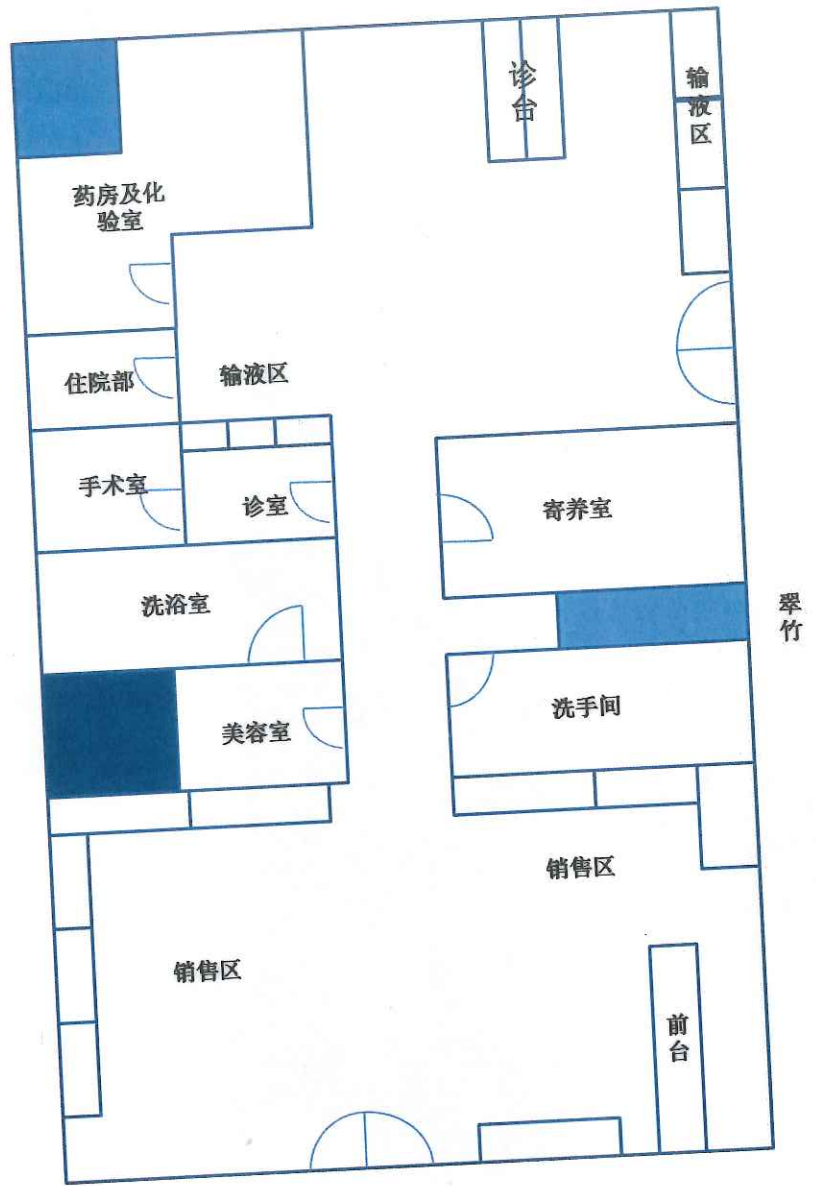 诊台
输液区
药房及化
验室
住院部
输液区
手术室
诊室
寄养室
洗浴室
翠竹
美容室
洗手间
销售区
销售区
前台